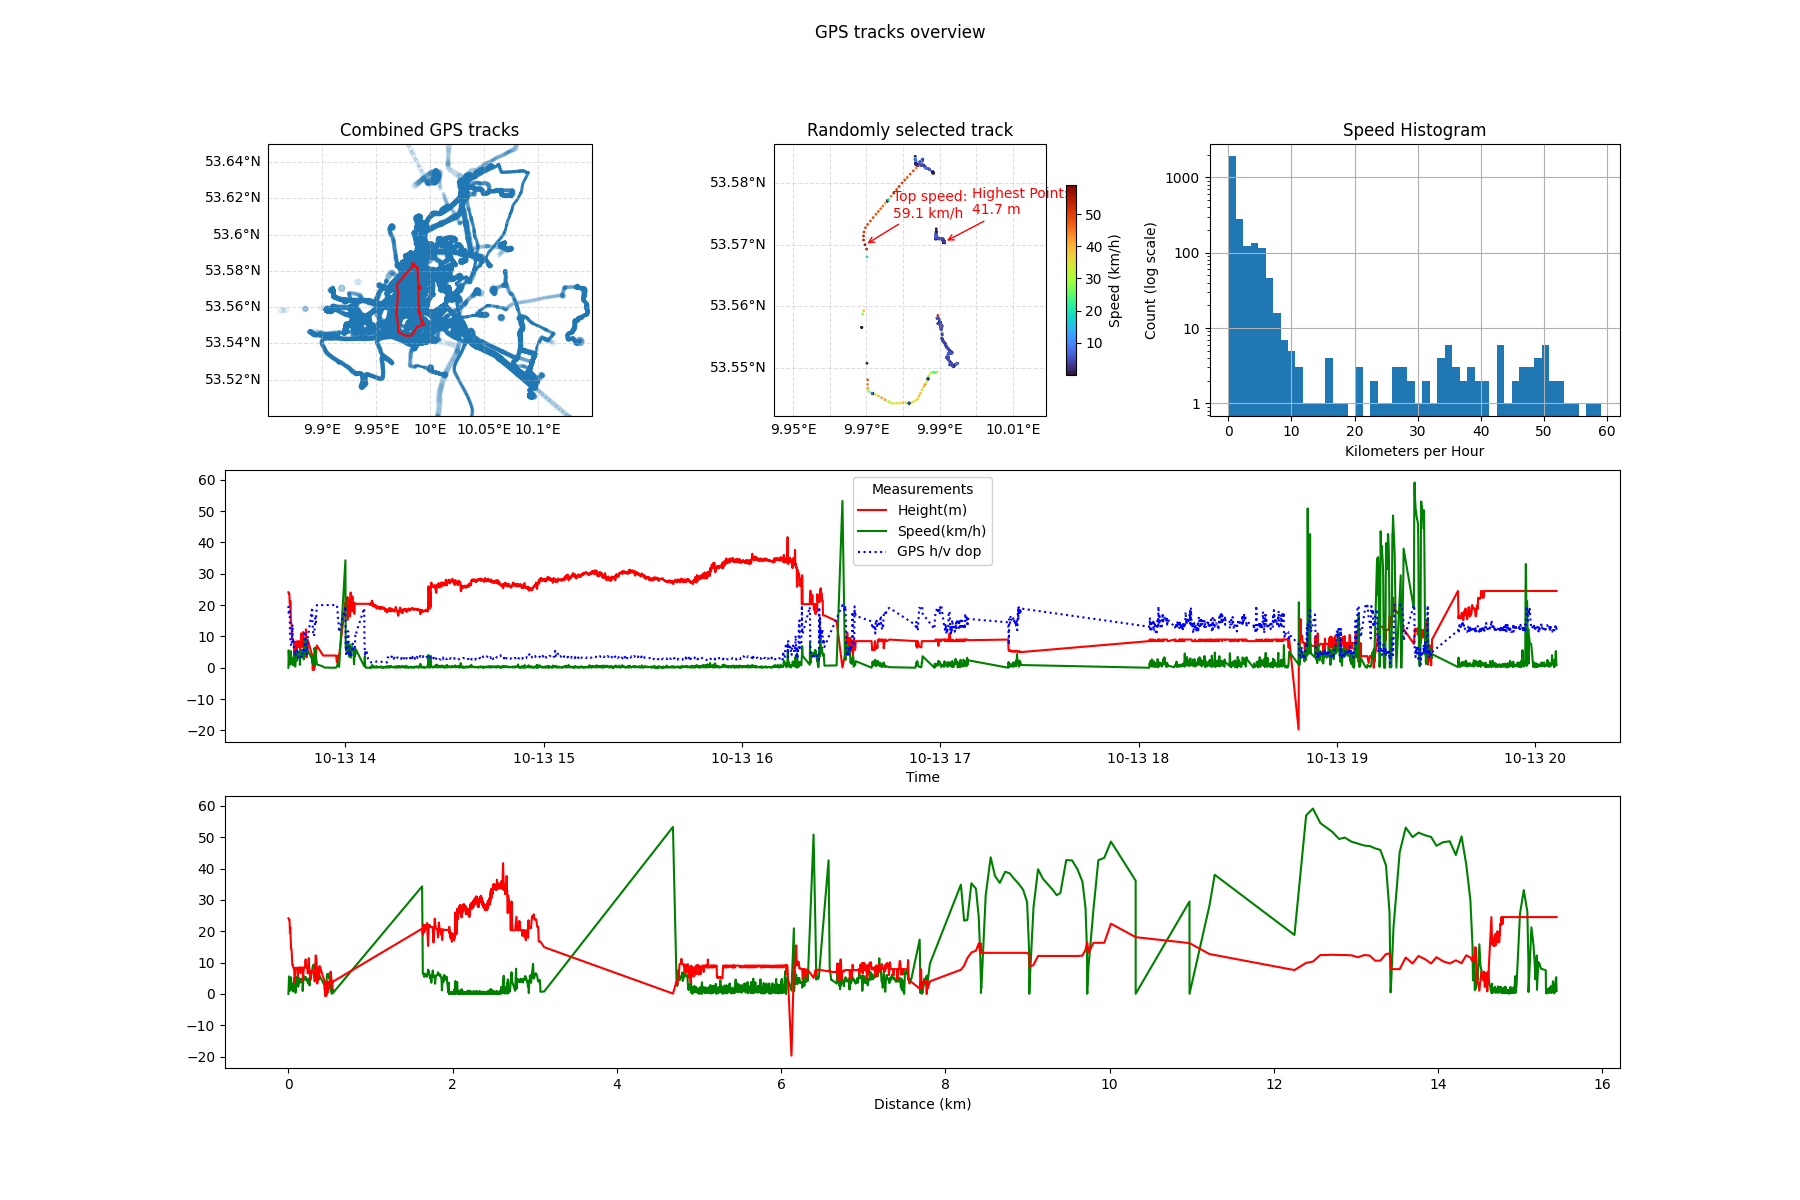 GPS tracks overview
Combined GPS tracks
53.64°N
53.62°N
53.6°N
53.58°N
53.56°N
53.54°N
53.52°N
9.9°E 9.95°E 10°E 10.05°E 10.1°E
Randomly selected track
53.58°N
53.57°N
53.56°N
53.55°N
9.95°E 9.97°E 9.99°E 10.01°E
Top speed:
59.1 km/h
Highest Point:
41.7 m
50
40
30
20
10
Speed (km/h)
Speed Histogram
Count (log scale)
1000
100
10
1
0 10 20 30 40 50 60
Kilometers per Hour
60
50
40
30
20
10
0
−10
−20
Measurements
Height(m)
Speed(km/h)
GPS h/v dop
10-13 14 10-13 15 10-13 16 10-13 17 10-13 18 10-13 19 10-13 20
Time
60
50
40
30
20
10
0
−10
−20
0 2 4 6 8 10 12 14 16
Distance (km)